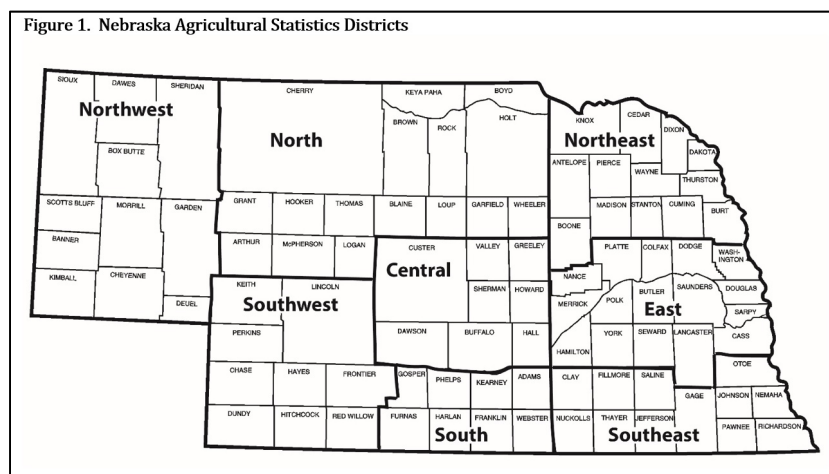 Figure 1. Nebraska Agricultural Statistics Districts
SIOUX
DAWES
SHERIDAN
CHERRY
KEYA PAHA
BOYD
Northwest
North
BROWN
ROCK
HOLT
KNOX
CEDAR
DIXON
Northeast
DAKOTA
BOX BUTTE
ANTELOPE
PIERCE
WAYNE
THURSTON
SCOTTS BLUFF
MORRILL
GARDEN
GRANT
HOOKER
THOMAS
BLAINE
LOUP
GARFIELD
WHEELER
MADISON
STANTON
CUMING
BURT
BOONE
BANNER
ARTHUR
McPHERSON
LOGAN
CUSTER
VALLEY
GREELEY
PLATTE
COLFAX
DODGE
WASH-
INGTON
Central
NANCE
KIMBALL
CHEYENNE
DEUEL
KEITH
LINCOLN
Southwest
SHERMAN
HOWARD
MERRICK
POLK
BUTLER
SAUNDERS
DOUGLAS
East
SARPY
PERKINS
DAWSON
BUFFALO
HALL
HAMILTON
YORK
SEWARD
LANCASTER
CASS
OTOE
CHASE
HAYES
FRONTIER
GOSPER
PHELPS
KEARNEY
ADAMS
CLAY
FILLMORE
SALINE
GAGE
JOHNSON
NEMAHA
DUNDY
HITCHCOCK
RED WILLOW
FURNAS
HARLAN
FRANKLIN
WEBSTER
NUCKOLLS
THAYER
JEFFERSON
PAWNEE
RICHARDSON
South
Southeast